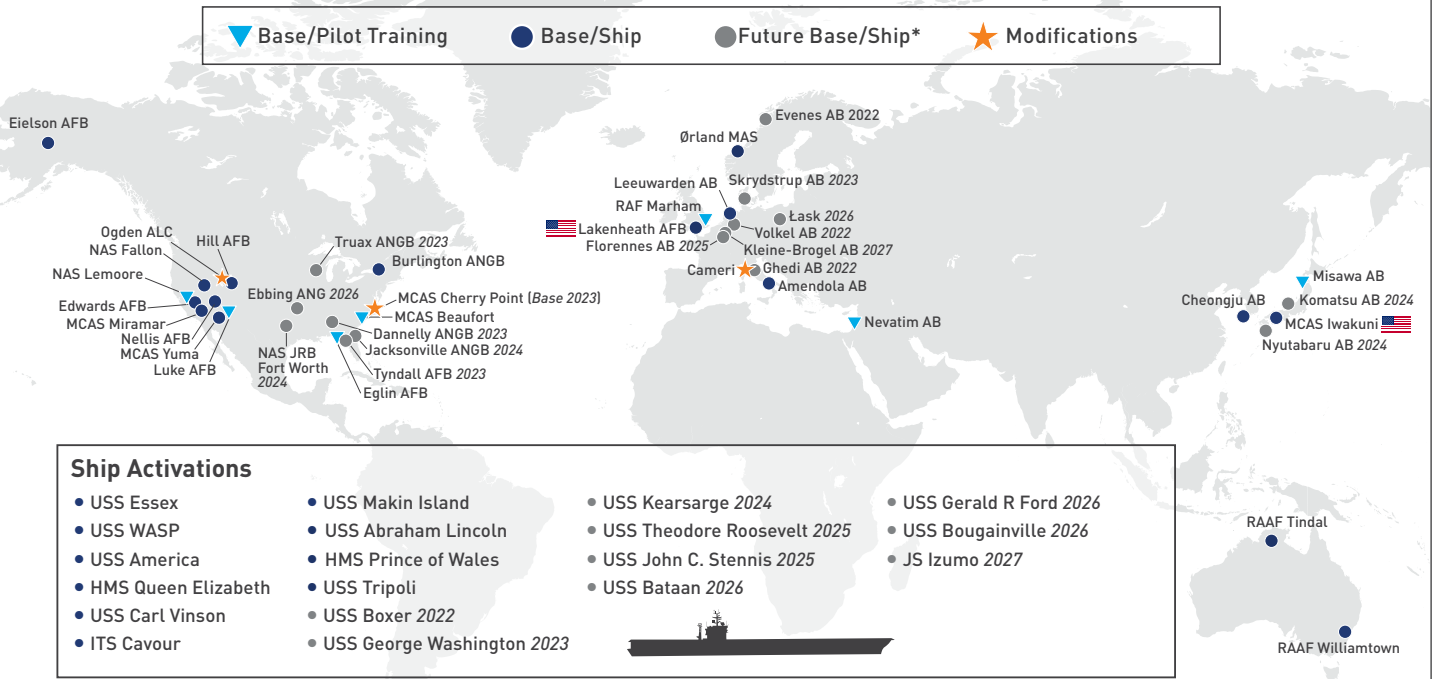 Base/Pilot Training
Base/Ship
Future Base/Ship*
Modifications
Eielson AFB
Evenes AB 2022
Ørland MAS
Leeuwarden AB
Skrydstrup AB 2023
RAF Marham
Łask 2026
Lakenheath AFB
Volkel AB 2022
Florennes AB 2025
Kleine-Brogel AB 2027
Cameri
Ghedi AB 2022
Amendola AB
Nevatim AB
Ogden ALC
Hill AFB
NAS Fallon
Truax ANGB 2023
Burlington ANGB
NAS Lemoore
Ebbing ANG 2026
Edwards AFB
MCAS Cherry Point (Base 2023)
MCAS Miramar
MCAS Beaufort
Nellis AFB
Dannelly ANGB 2023
MCAS Yuma
Jacksonville ANGB 2024
Luke AFB
NAS JRB
Fort Worth
2024
Tyndall AFB 2023
Eglin AFB
Misawa AB
Cheongju AB
Komatsu AB 2024
MCAS Iwakuni
Nyutabaru AB 2024
RAAF Tindal
RAAF Williamtown
Ship Activations
USS Essex
USS WASP
USS America
HMS Queen Elizabeth
USS Carl Vinson
ITS Cavour
USS Makin Island
USS Abraham Lincoln
HMS Prince of Wales
USS Tripoli
USS Boxer 2022
USS George Washington 2023
USS Kearsarge 2024
USS Theodore Roosevelt 2025
USS John C. Stennis 2025
USS Bataan 2026
USS Gerald R Ford 2026
USS Bougainville 2026
JS Izumo 2027